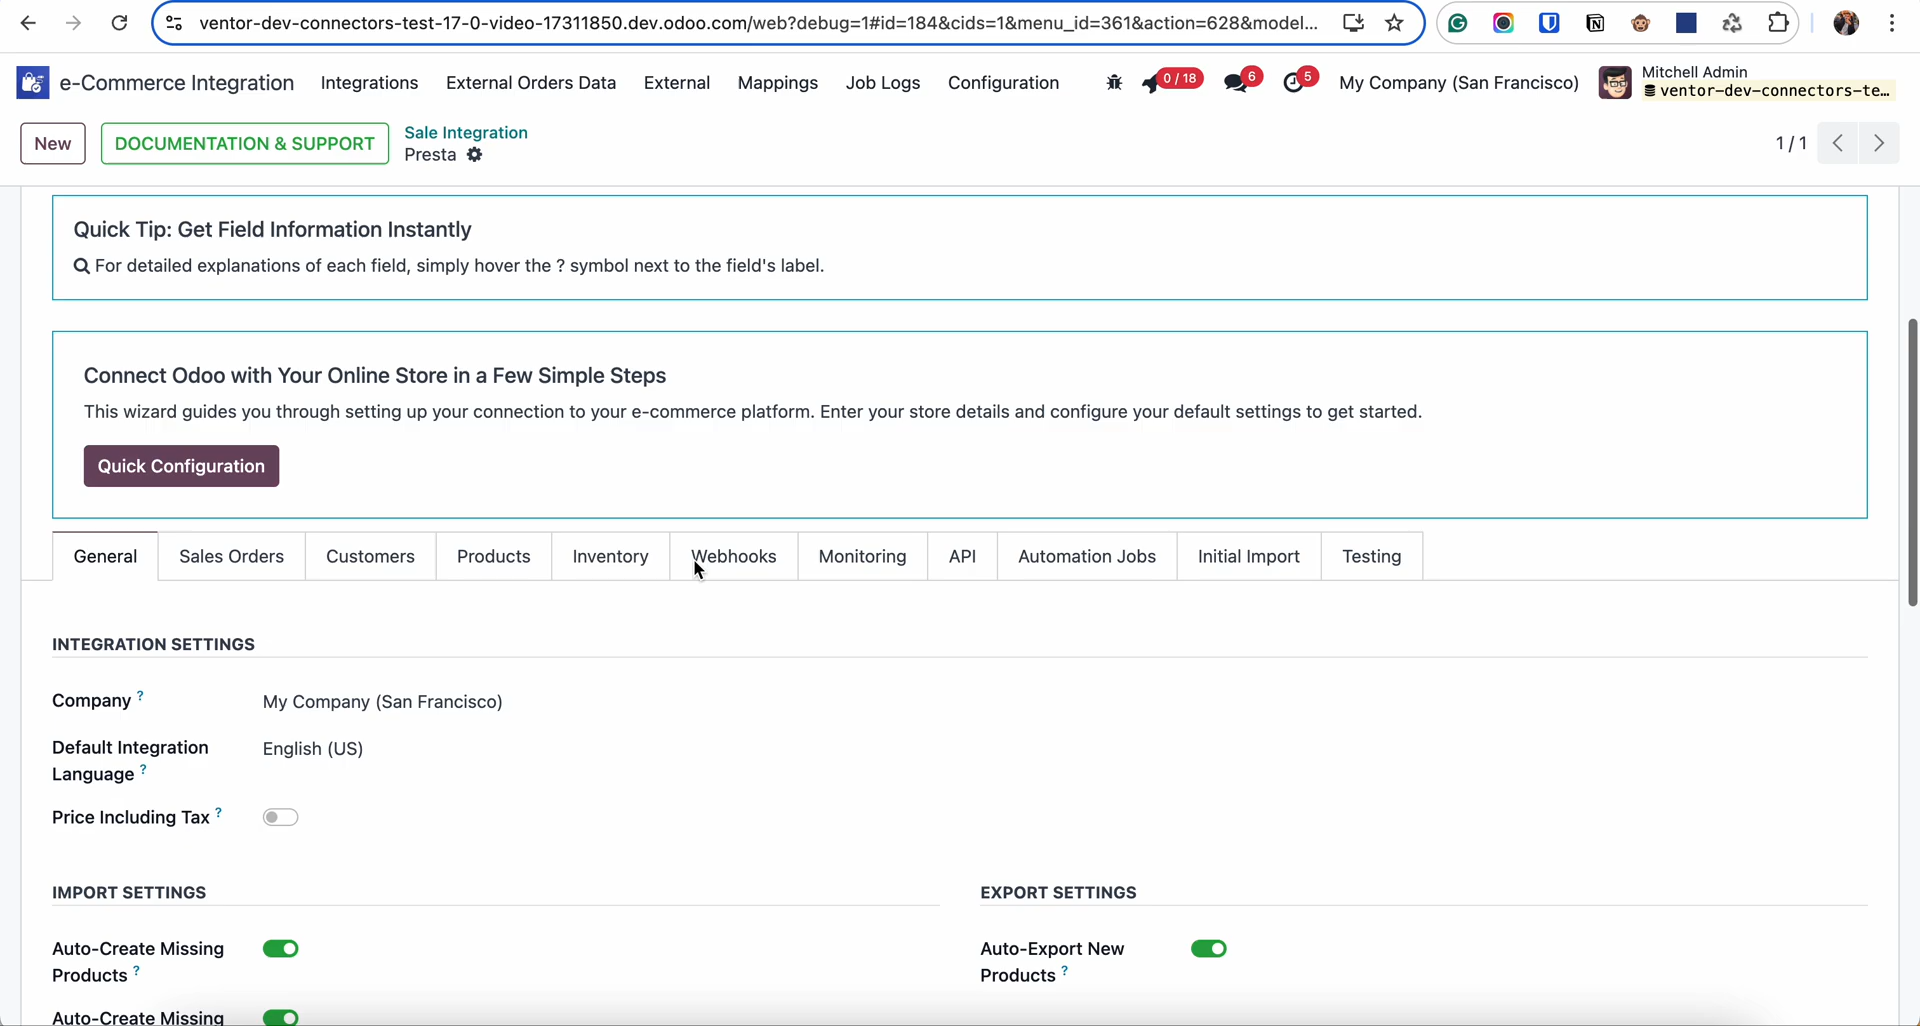 ventor-dev-connectors-test-17-0-video-17311850.dev.odoo.com/web?debug=1#id=184&cids=1&menu_id=361&action=628&model...
e-Commerce Integration Integrations External Orders Data External Mappings Job Logs Configuration 0 / 18 6 5 My Company (San Francisco) Mitchell Admin
ventor-dev-connectors-te...
New DOCUMENTATION & SUPPORT Sale Integration
Presta
1 / 1
Quick Tip: Get Field Information Instantly
For detailed explanations of each field, simply hover the ? symbol next to the field's label.
Connect Odoo with Your Online Store in a Few Simple Steps
This wizard guides you through setting up your connection to your e-commerce platform. Enter your store details and configure your default settings to get started.
Quick Configuration
General Sales Orders Customers Products Inventory Webhooks Monitoring API Automation Jobs Initial Import Testing
INTEGRATION SETTINGS
Company ? My Company (San Francisco)
Default Integration English (US)
Language ?
Price Including Tax ?
IMPORT SETTINGS EXPORT SETTINGS
Auto-Create Missing Auto-Export New
Products ? Products ?
Auto-Create Missing